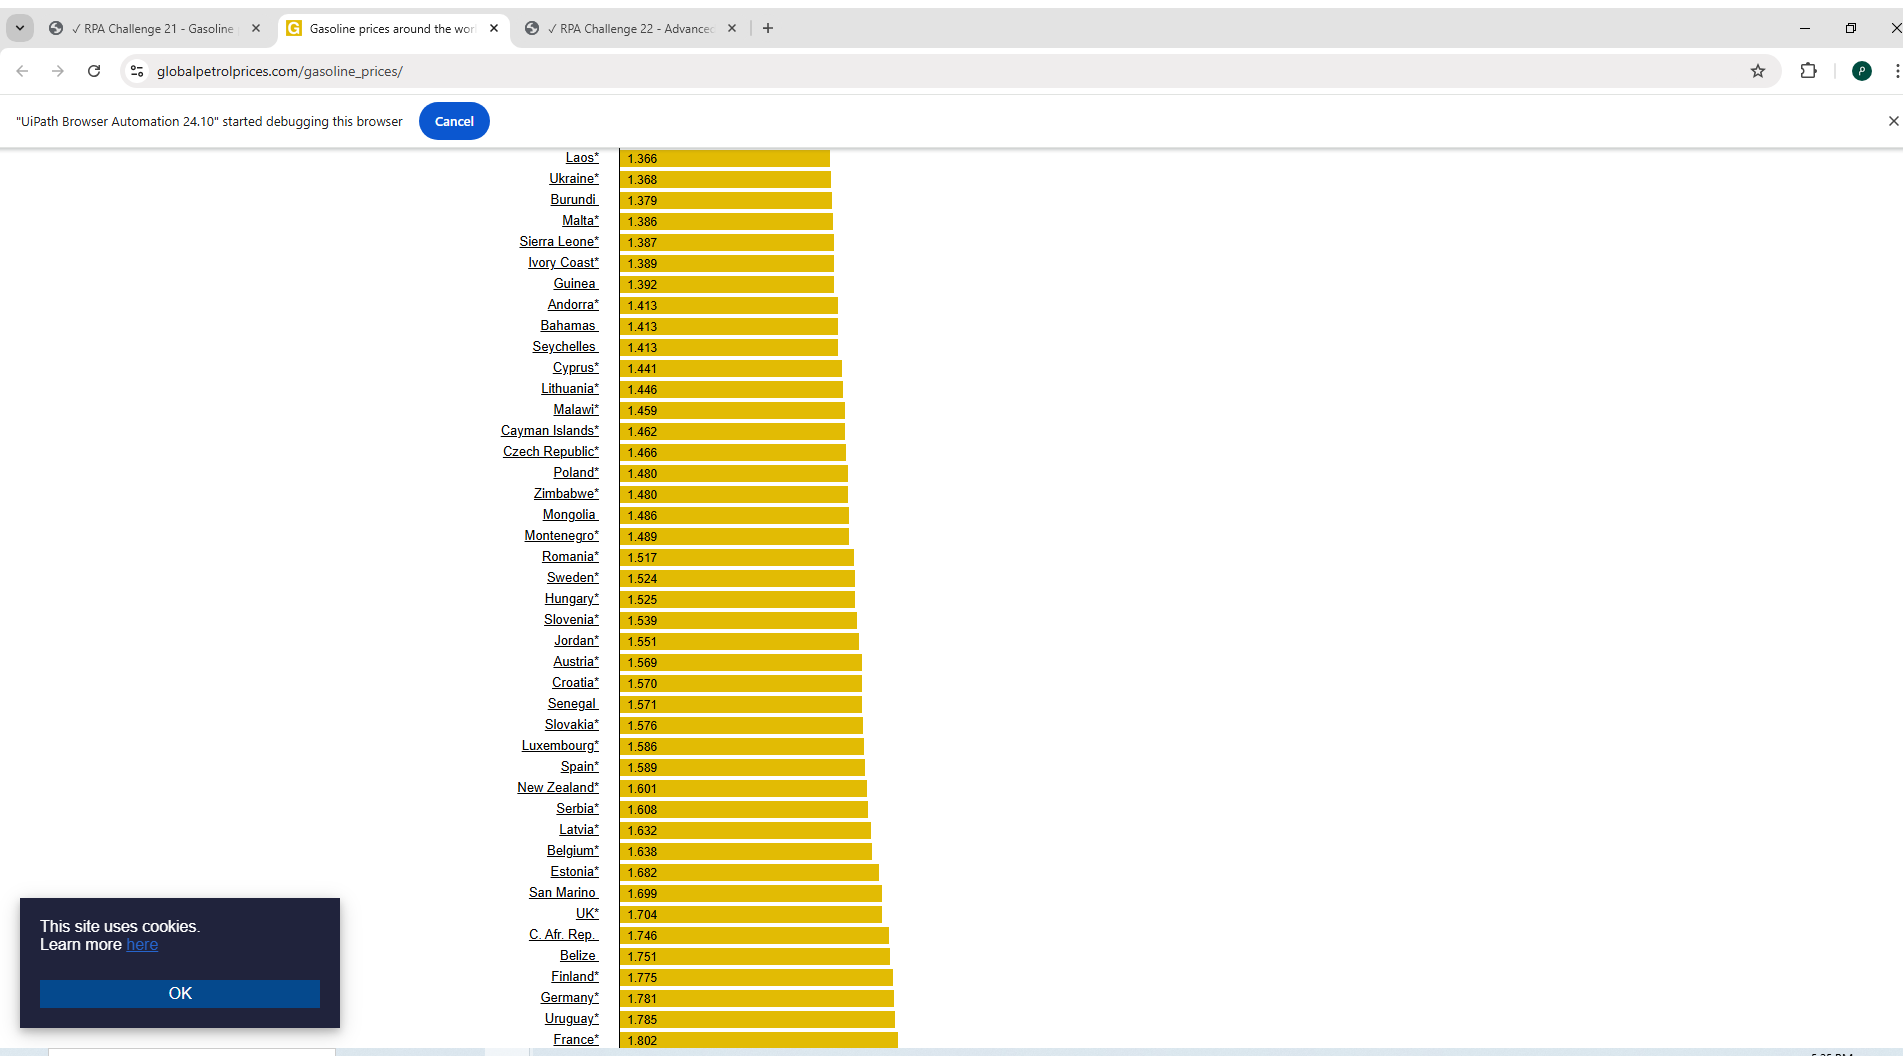 ✓ RPA Challenge 21 - Gasoline
Gasoline prices around the wor
✓ RPA Challenge 22 - Advanced
globalpetrolprices.com/gasoline_prices/
P
"UiPath Browser Automation 24.10" started debugging this browser
Cancel
Laos* 1.366
Ukraine* 1.368
Burundi 1.379
Malta* 1.386
Sierra Leone* 1.387
Ivory Coast* 1.389
Guinea 1.392
Andorra* 1.413
Bahamas 1.413
Seychelles 1.413
Cyprus* 1.441
Lithuania* 1.446
Malawi* 1.459
Cayman Islands* 1.462
Czech Republic* 1.466
Poland* 1.480
Zimbabwe* 1.480
Mongolia 1.486
Montenegro* 1.489
Romania* 1.517
Sweden* 1.524
Hungary* 1.525
Slovenia* 1.539
Jordan* 1.551
Austria* 1.569
Croatia* 1.570
Senegal 1.571
Slovakia* 1.576
Luxembourg* 1.586
Spain* 1.589
New Zealand* 1.601
Serbia* 1.608
Latvia* 1.632
Belgium* 1.638
Estonia* 1.682
San Marino 1.699
UK* 1.704
C. Afr. Rep. 1.746
Belize 1.751
Finland* 1.775
Germany* 1.781
Uruguay* 1.785
France* 1.802
This site uses cookies.
Learn more here
OK